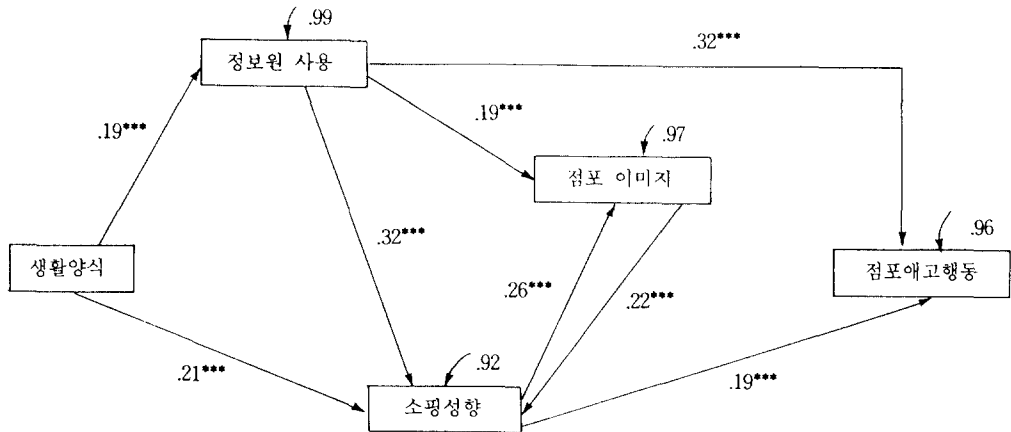 .99
.32***
정보원 사용
.19***
.19***
.97
점포 이미지
.32***
.96
생활양식
.26***
.22***
점포애고행동
.21***
.92
.19***
소핑성향